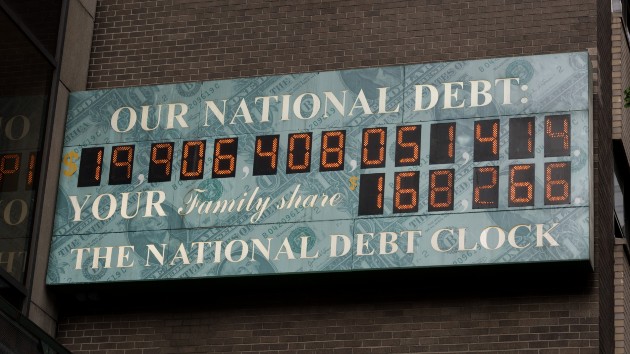 OUR NATIONAL DEBT:
$19,906,408,051,414
YOUR Family share $168,266
THE NATIONAL DEBT CLOCK